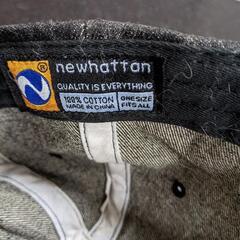 ® newhattan
QUALITY IS EVERYTHING
100% COTTON
MADE IN CHINA
ONE SIZE
FITS ALL